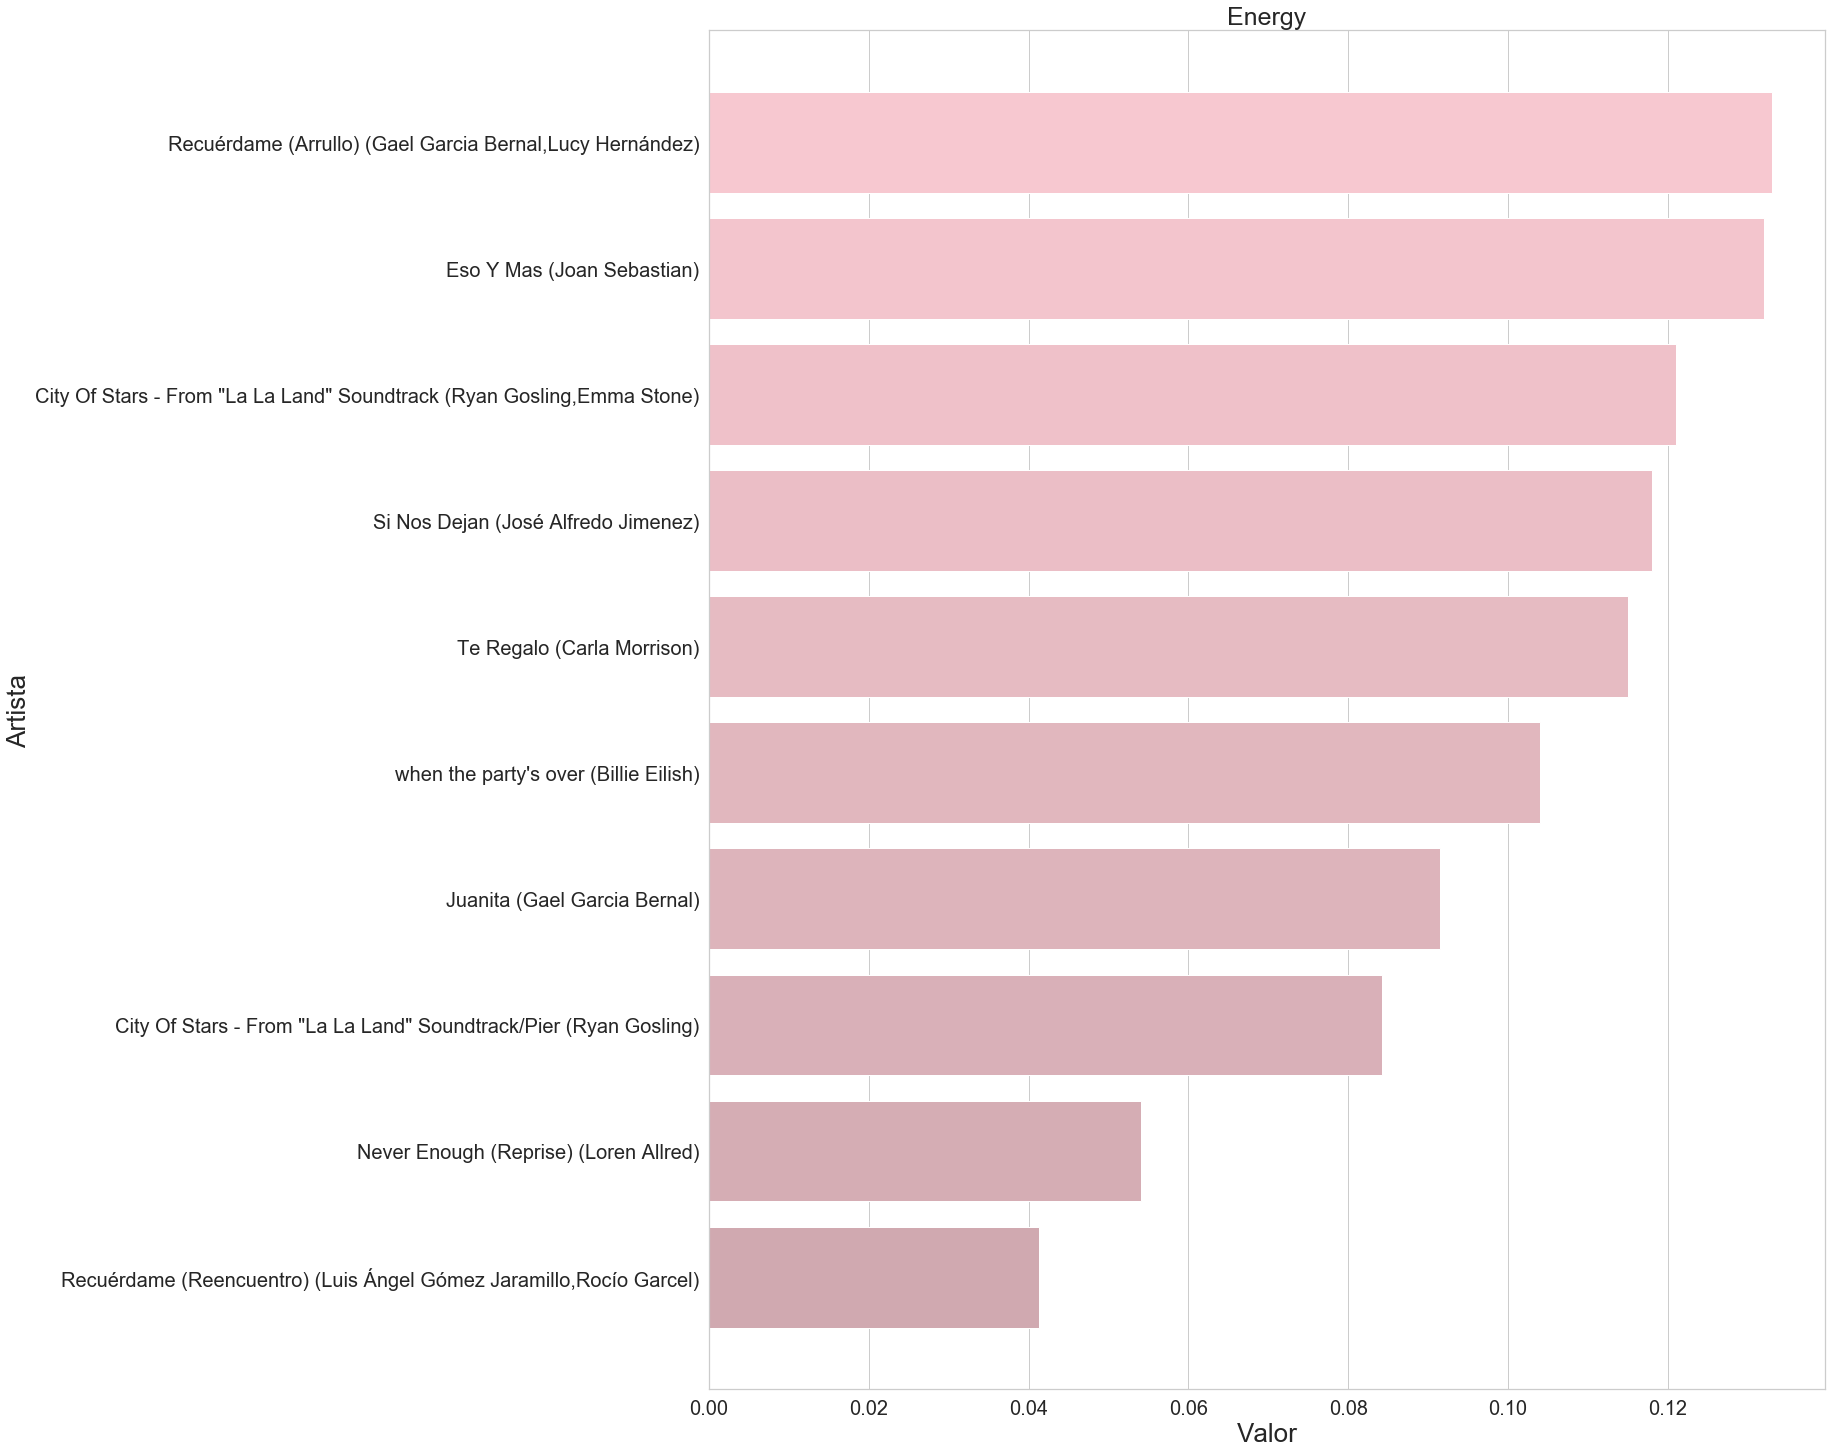 Energy
Recuérdame (Arrullo) (Gael Garcia Bernal,Lucy Hernández)
Eso Y Mas (Joan Sebastian)
City Of Stars - From "La La Land" Soundtrack (Ryan Gosling,Emma Stone)
Si Nos Dejan (José Alfredo Jimenez)
Te Regalo (Carla Morrison)
when the party's over (Billie Eilish)
Juanita (Gael Garcia Bernal)
City Of Stars - From "La La Land" Soundtrack/Pier (Ryan Gosling)
Never Enough (Reprise) (Loren Allred)
Recuérdame (Reencuentro) (Luis Ángel Gómez Jaramillo,Rocío Garcel)
Artista
0.00 0.02 0.04 0.06 0.08 0.10 0.12
Valor